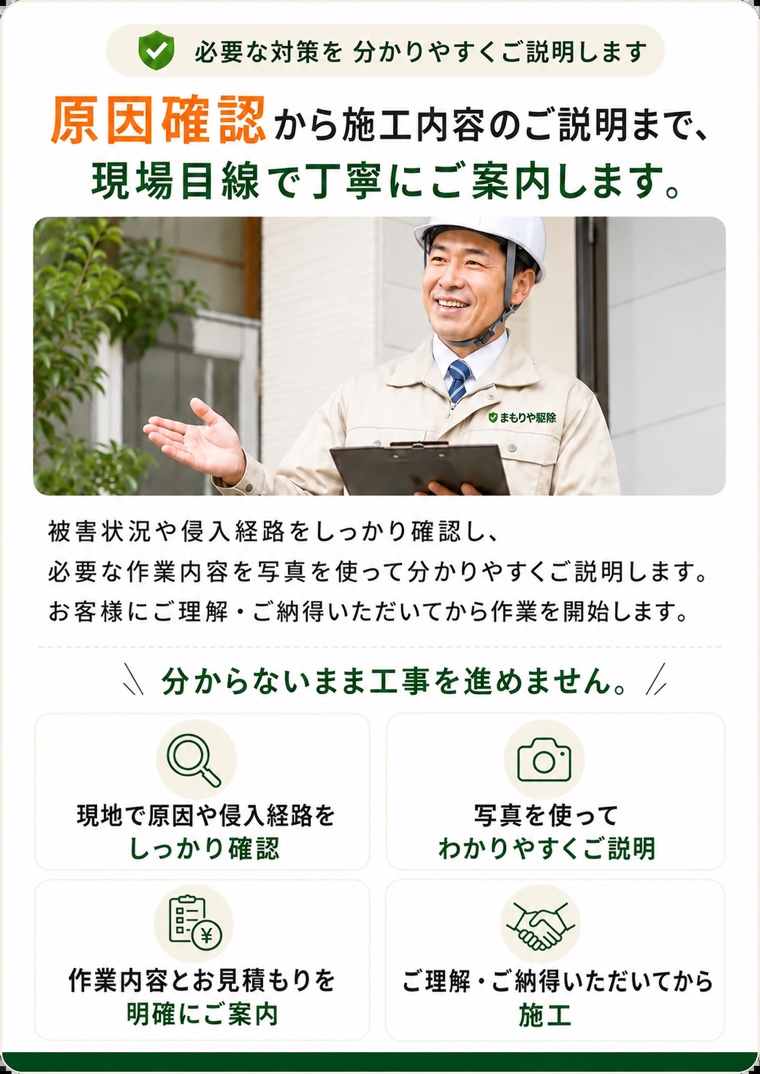 必要な対策を 分かりやすくご説明します
原因確認から施工内容のご説明まで、
現場目線で丁寧にご案内します。
まもりや駆除
被害状況や侵入経路をしっかり確認し、
必要な作業内容を写真を使って分かりやすくご説明します。
お客様にご理解・ご納得いただいてから作業を開始します。
分からないまま工事を進めません。
現地で原因や侵入経路を
しっかり確認
写真を使って
わかりやすくご説明
作業内容とお見積もりを
明確にご案内
ご理解・ご納得いただいてから
施工